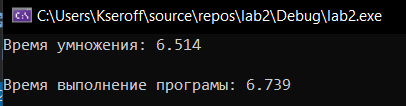 C:\Users\Kseroff\source\repos\lab2\Debug\lab2.exe
Время умножения: 6.514
Время выполнение програмы: 6.739